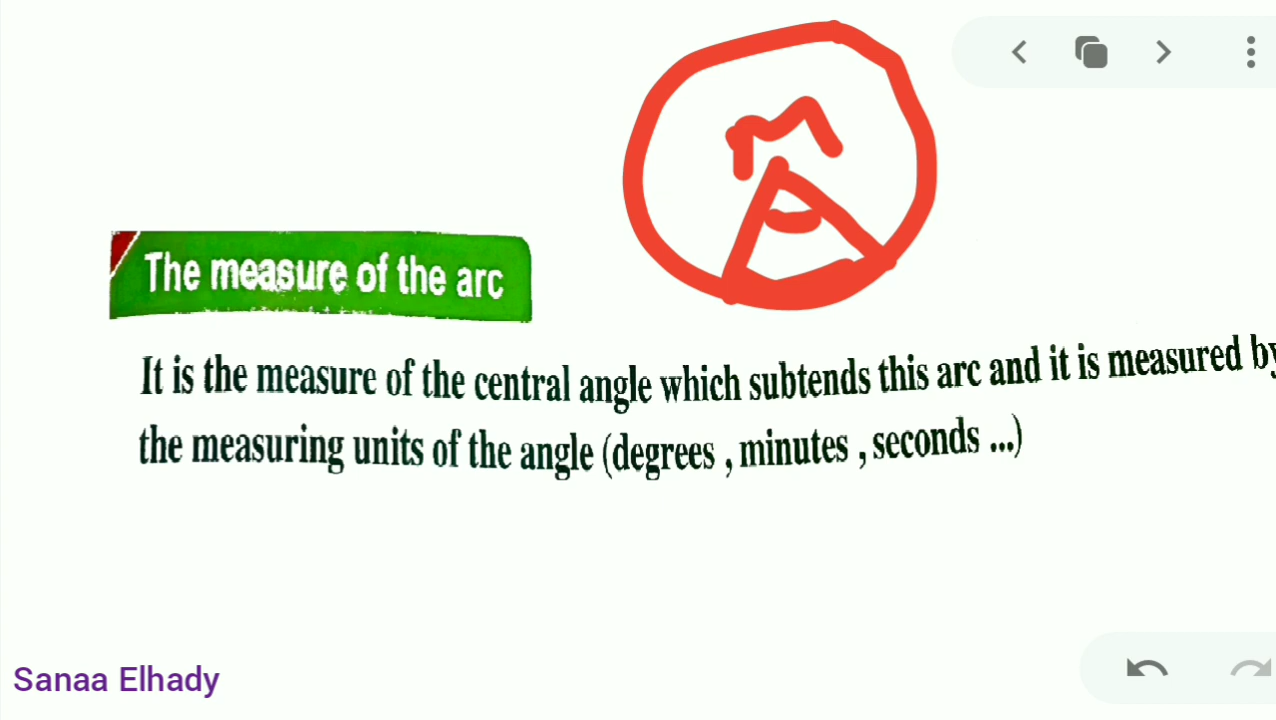 The measure of the arc
It is the measure of the central angle which subtends this arc and it is measured by
the measuring units of the angle (degrees , minutes , seconds ...)
Sanaa Elhady